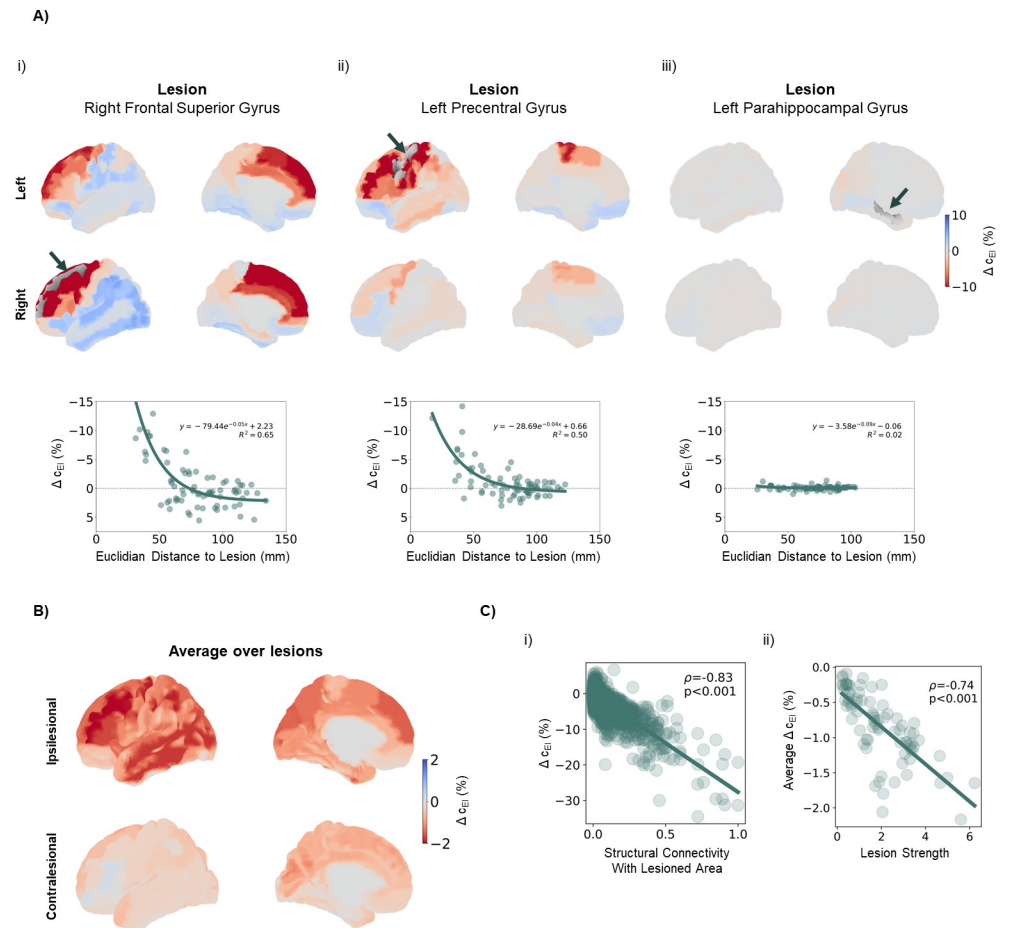 A)
i)
Lesion
Right Frontal Superior Gyrus
ii)
Lesion
Left Precentral Gyrus
iii)
Lesion
Left Parahippocampal Gyrus
Left
Right
10
0
−10
Δ cEI (%)
−15
−10
−5
0
5
Δ cEI (%)
y = −79.44e^−0.05x + 2.23
R² = 0.65
0 50 100 150
Euclidian Distance to Lesion (mm)
−15
−10
−5
0
5
Δ cEI (%)
y = −28.69e^−0.04x + 0.66
R² = 0.50
0 50 100 150
Euclidian Distance to Lesion (mm)
−15
−10
−5
0
5
Δ cEI (%)
y = −3.58e^−0.09x − 0.06
R² = 0.02
0 50 100 150
Euclidian Distance to Lesion (mm)
B)
Average over lesions
Ipsilesional
Contralesional
2
0
−2
Δ cEI (%)
C)
i)
ρ=-0.83
p<0.001
0
−10
−20
−30
Δ cEI (%)
0.0 0.5 1.0
Structural Connectivity
With Lesioned Area
ii)
ρ=-0.74
p<0.001
0.0
−0.5
−1.0
−1.5
−2.0
Average Δ cEI (%)
0 2 4 6
Lesion Strength